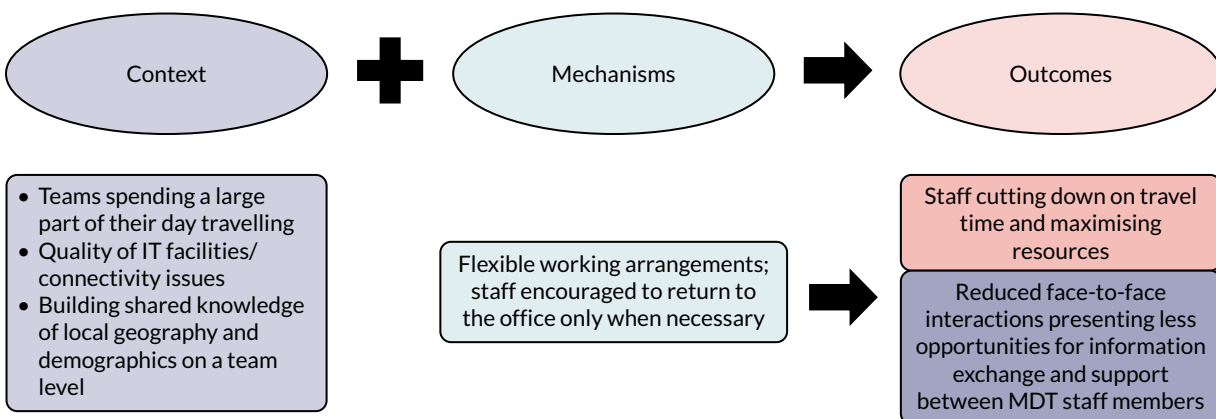 Context
Mechanisms
Outcomes
• Teams spending a large
part of their day travelling
• Quality of IT facilities/
connectivity issues
• Building shared knowledge
of local geography and
demographics on a team
level
Flexible working arrangements;
staff encouraged to return to
the office only when necessary
Staff cutting down on travel
time and maximising
resources
Reduced face-to-face
interactions presenting less
opportunities for information
exchange and support
between MDT staff members